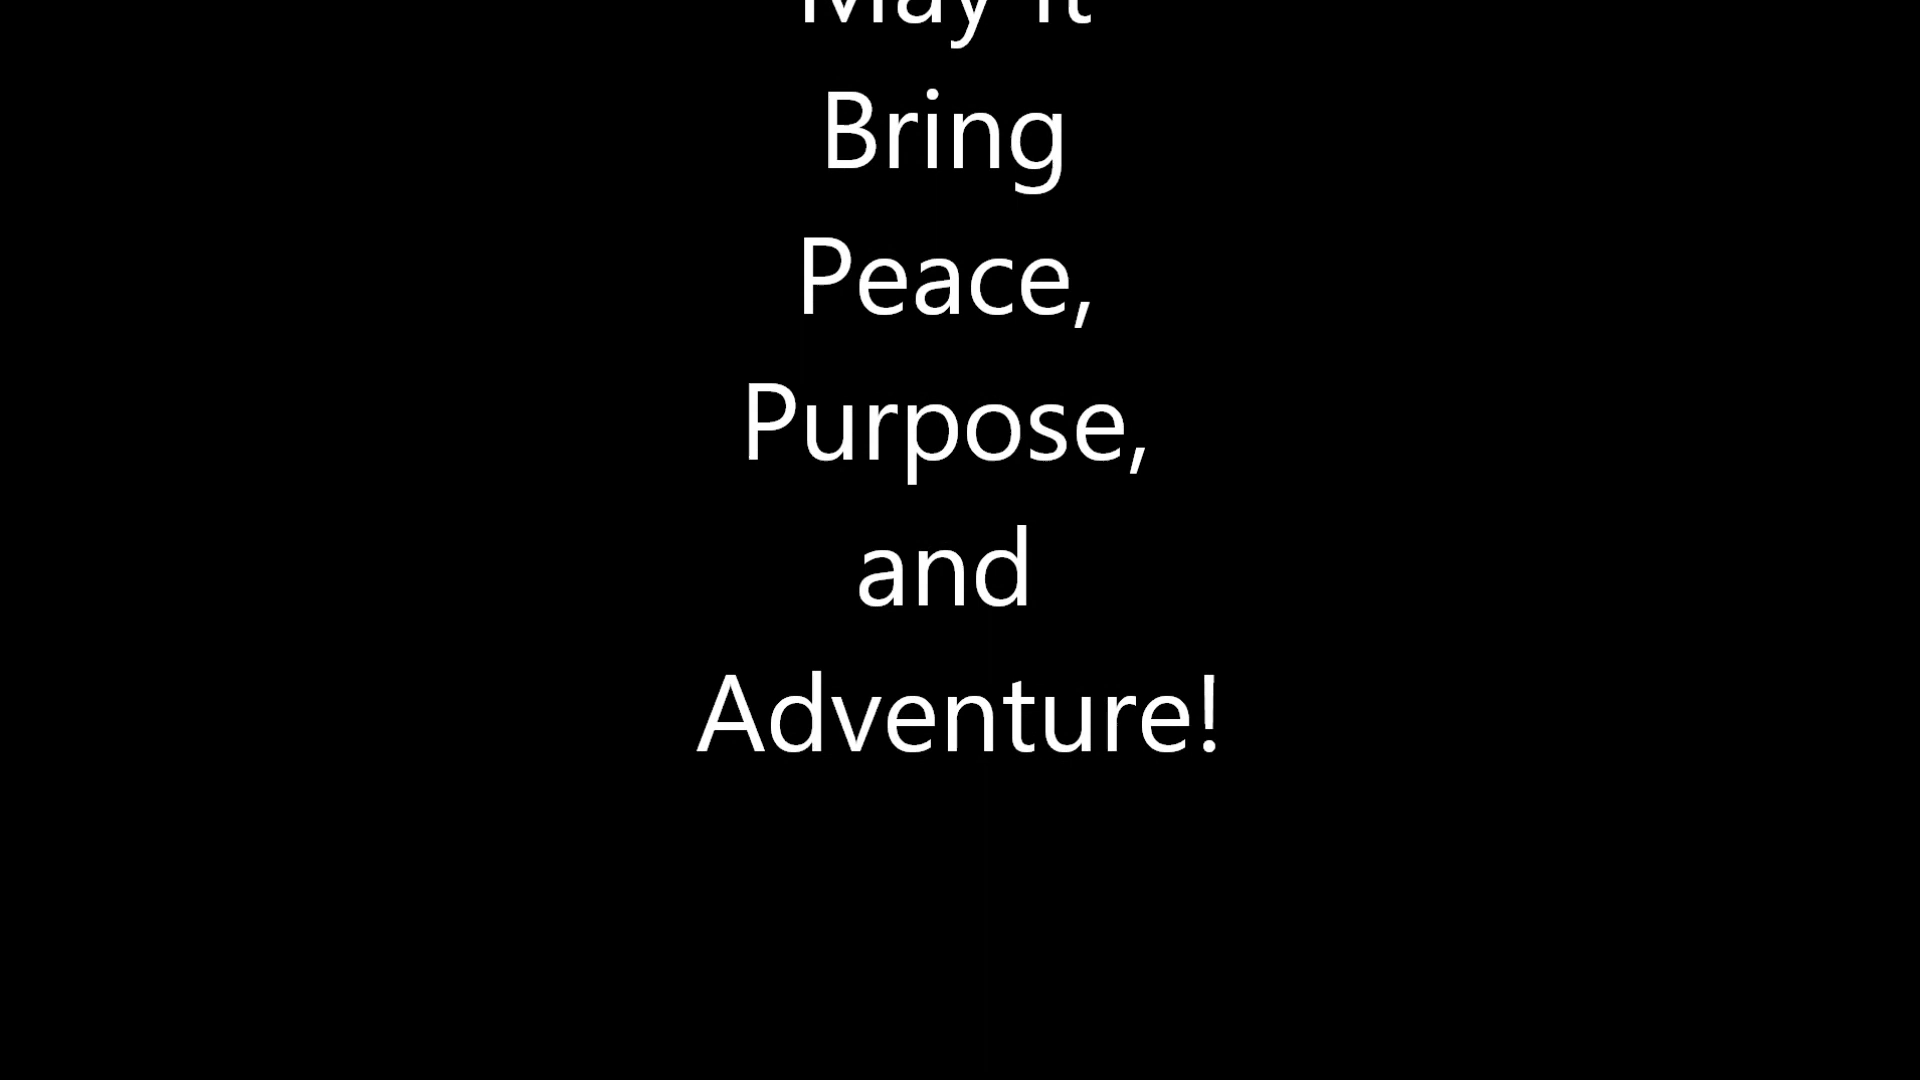 May it
Bring
Peace,
Purpose,
and
Adventure!